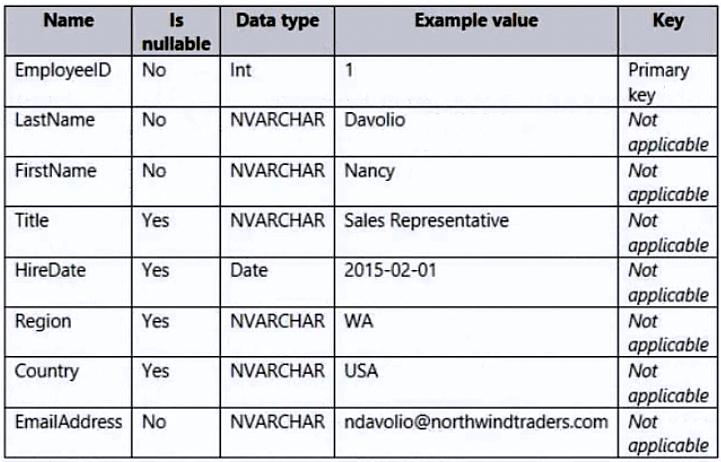 Name Is nullable Data type Example value Key
EmployeeID No Int 1 Primary key
LastName No NVARCHAR Davolio Not applicable
FirstName No NVARCHAR Nancy Not applicable
Title Yes NVARCHAR Sales Representative Not applicable
HireDate Yes Date 2015-02-01 Not applicable
Region Yes NVARCHAR WA Not applicable
Country Yes NVARCHAR USA Not applicable
EmailAddress No NVARCHAR ndavolio@northwindtraders.com Not applicable